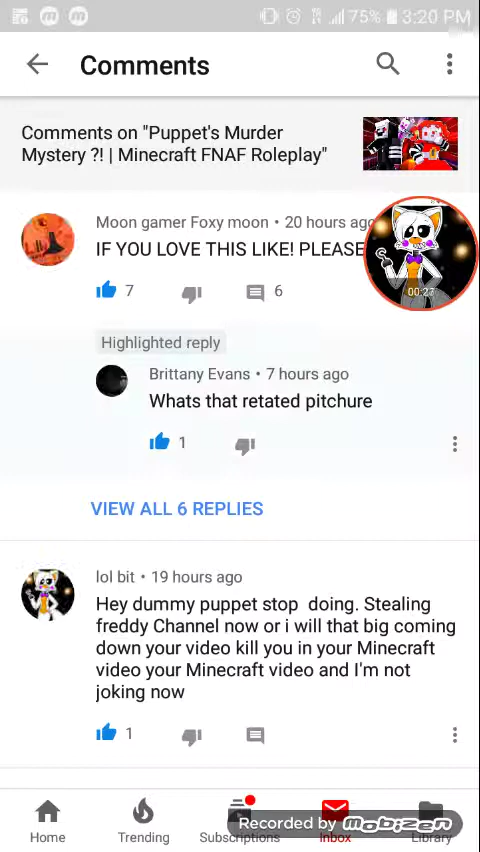 75% 3:20 PM
Comments
Comments on "Puppet's Murder
Mystery ?! | Minecraft FNAF Roleplay"
Moon gamer Foxy moon • 20 hours ago
IF YOU LOVE THIS LIKE! PLEASE
00:27
7
6
Highlighted reply
Brittany Evans • 7 hours ago
Whats that retated pitchure
1
VIEW ALL 6 REPLIES
lol bit • 19 hours ago
Hey dummy puppet stop doing. Stealing
freddy Channel now or i will that big coming
down your video kill you in your Minecraft
video your Minecraft video and I'm not
joking now
1
Home Trending Subscriptions Inbox Library
Recorded by mobizen